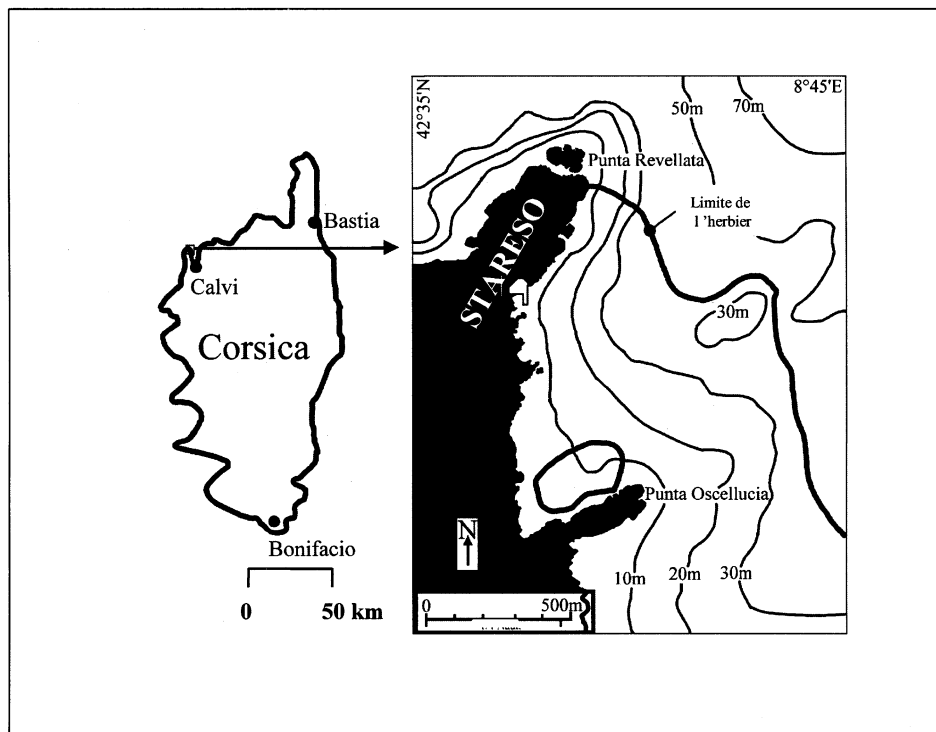 Bastia
Calvi
Corsica
Bonifacio
0 50 km
42°35'N
8°45'E
50m
70m
Punta Revellata
Limite de
l 'herbier
STARESO
30m
Punta Oscellucia
N
10m
20m
30m
0 500m